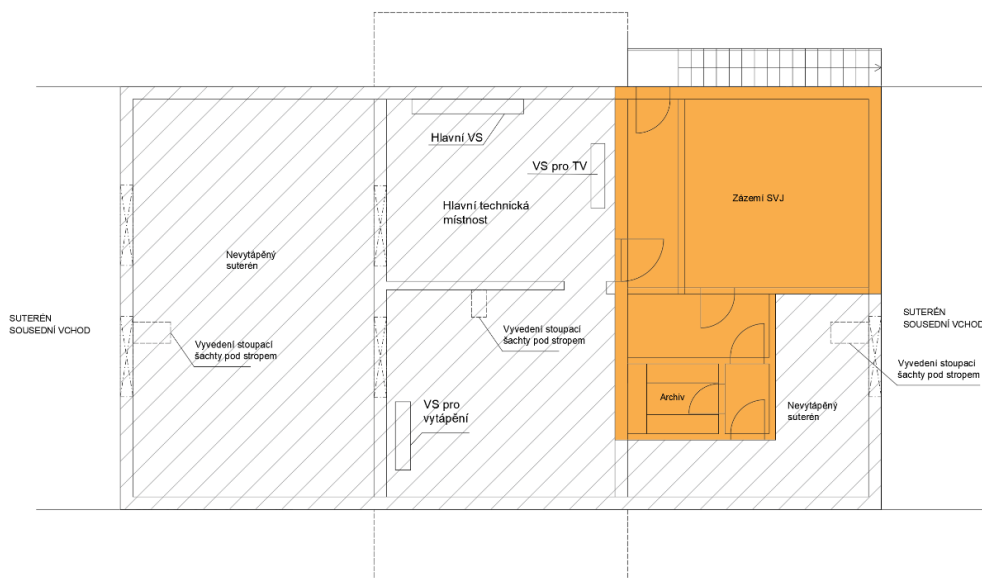 Hlavní VS
VS pro TV
Hlavní technická
místnost
Zázemí SVJ
Nevytápěný
suterén
SUTERÉN
SOUSEDNÍ VCHOD
Vyvedení stoupací
šachty pod stropem
Vyvedení stoupací
šachty pod stropem
SUTERÉN
SOUSEDNÍ VCHOD
Vyvedení stoupací
šachty pod stropem
VS pro
vytápění
Archiv
Nevytápěný
suterén